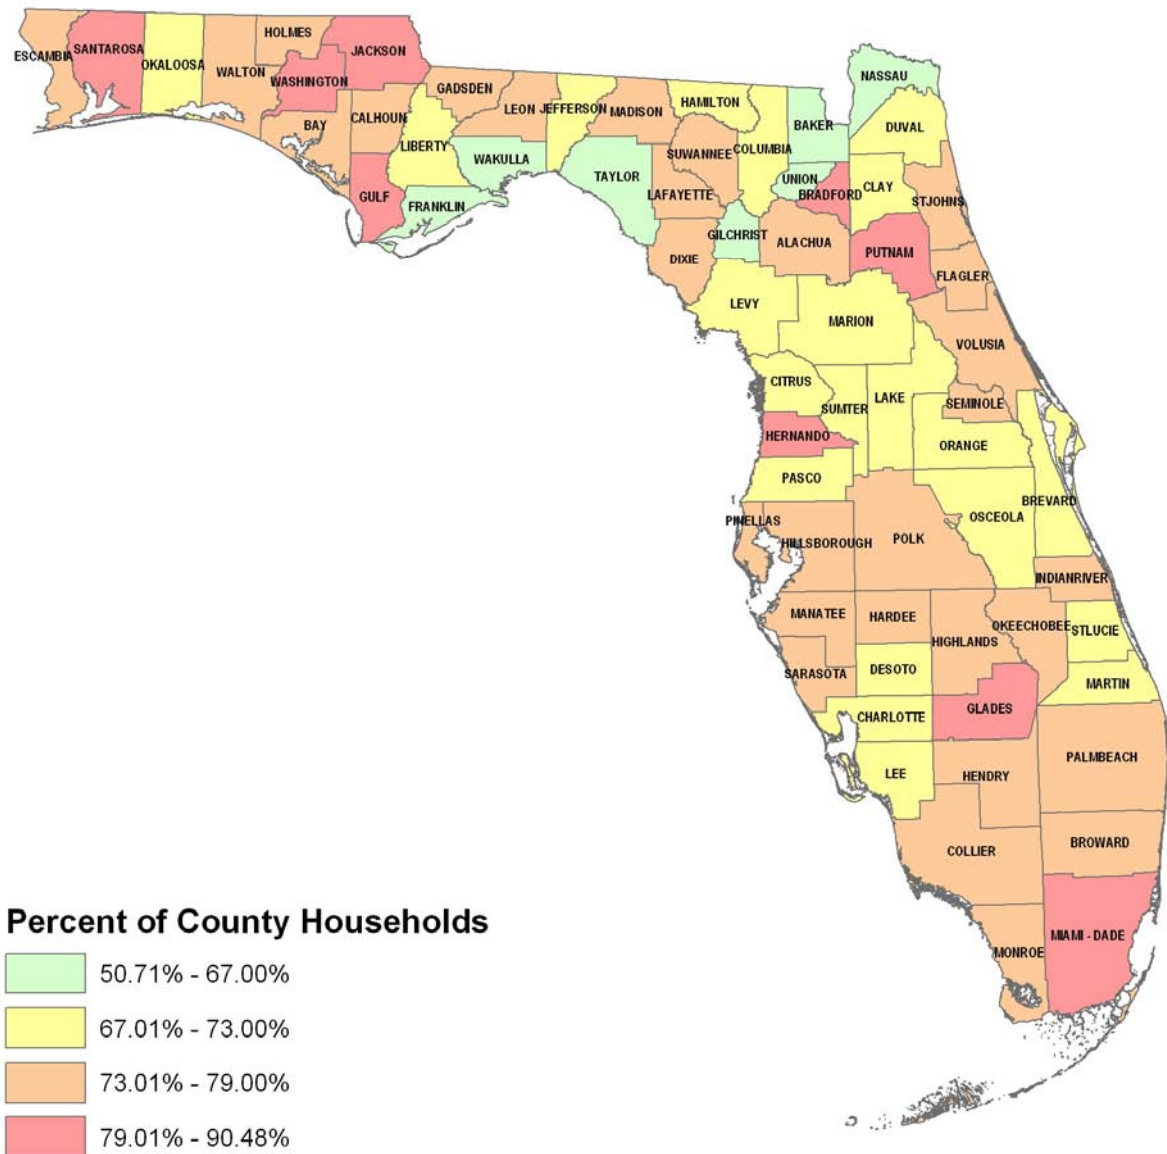 HOLMES
JACKSON
SANTAROSA
ESCAMBIA
OKALOOSA
WALTON
WASHINGTON
NASSAU
GADSDEN
LEON
JEFFERSON
MADISON
HAMILTON
CALHOUN
BAY
BAKER
DUVAL
LIBERTY
WAKULLA
SUWANNEE
COLUMBIA
TAYLOR
UNION
CLAY
GULF
FRANKLIN
LAFAYETTE
BRADFORD
STJOHNS
GILCHRIST
ALACHUA
PUTNAM
DIXIE
FLAGLER
LEVY
MARION
VOLUSIA
CITRUS
LAKE
SEMINOLE
SUMTER
HERNANDO
ORANGE
PASCO
BREVARD
OSCEOLA
PINELLAS
HILLSBOROUGH
POLK
INDIANRIVER
MANATEE
HARDEE
OKEECHOBEE
STLUCIE
HIGHLANDS
SARASOTA
DESOTO
MARTIN
GLADES
CHARLOTTE
PALMBEACH
LEE
HENDRY
BROWARD
COLLIER
MIAMI - DADE
MONROE
Percent of County Households
50.71% - 67.00%
67.01% - 73.00%
73.01% - 79.00%
79.01% - 90.48%